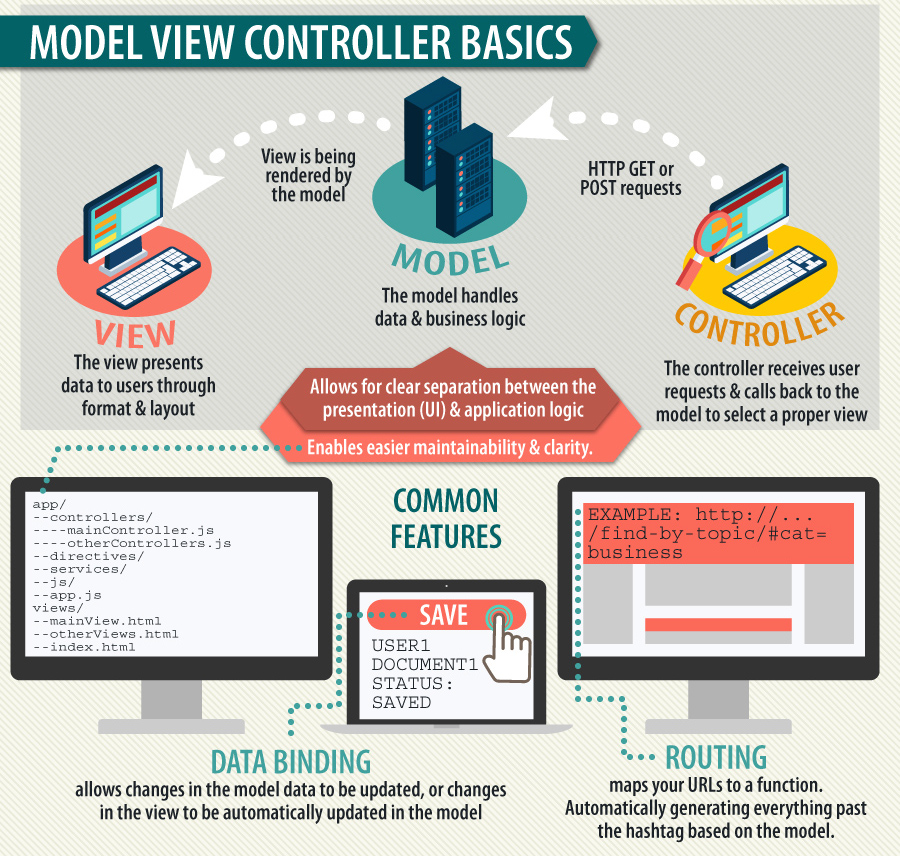 MODEL VIEW CONTROLLER BASICS
View is being
rendered by
the model
HTTP GET or
POST requests
MODEL
The model handles
data & business logic
VIEW
The view presents
data to users through
format & layout
CONTROLLER
The controller receives user
requests & calls back to the
model to select a proper view
Allows for clear separation between the
presentation (UI) & application logic
Enables easier maintainability & clarity.
COMMON
FEATURES
app/
--controllers/
----mainController.js
----otherControllers.js
--directives/
--services/
--js/
--app.js
views/
--mainView.html
--otherViews.html
--index.html
SAVE
USER1
DOCUMENT1
STATUS:
SAVED
EXAMPLE: http://...
/find-by-topic/#cat=
business
DATA BINDING
allows changes in the model data to be updated, or changes
in the view to be automatically updated in the model
ROUTING
maps your URLs to a function.
Automatically generating everything past
the hashtag based on the model.